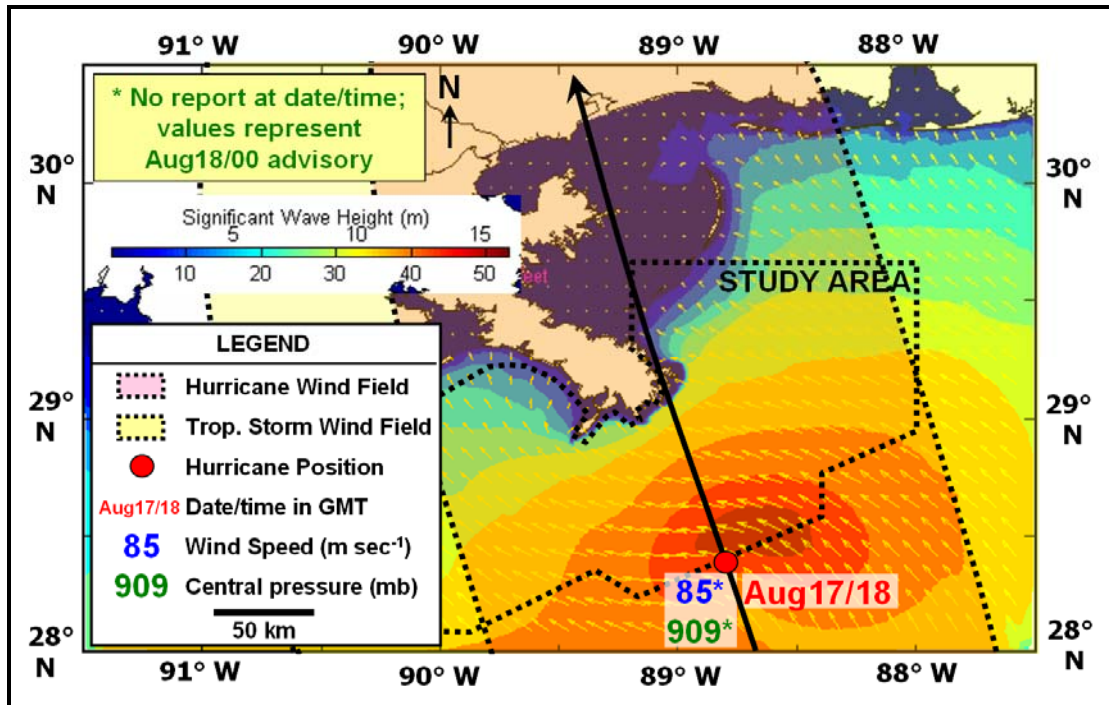 91° W 90° W 89° W 88° W
* No report at date/time;
values represent
Aug18/00 advisory
N
30°
N
30°
N
Significant Wave Height (m)
5 10 15
10 20 30 40 50 eet
STUDY AREA
LEGEND
Hurricane Wind Field
Trop. Storm Wind Field
Hurricane Position
Aug17/18 Date/time in GMT
85 Wind Speed (m sec-1)
909 Central pressure (mb)
50 km
29°
N
29°
N
85* Aug17/18
909*
28°
N
28°
N
91° W 90° W 89° W 88° W